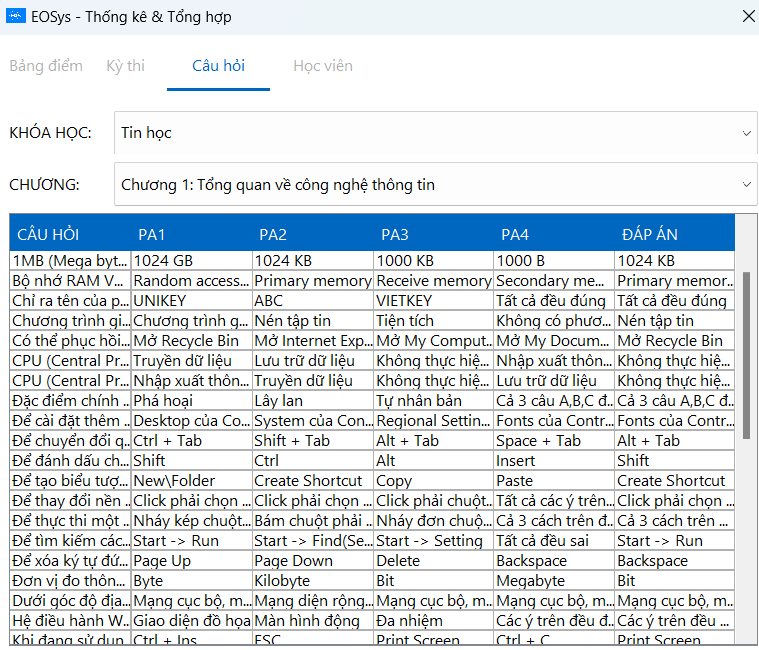 EOSys - Thống kê & Tổng hợp
Bảng điểm Kỳ thi Câu hỏi Học viên
KHÓA HỌC: Tin học
CHƯƠNG: Chương 1: Tổng quan về công nghệ thông tin
CÂU HỎI PA1 PA2 PA3 PA4 ĐÁP ÁN
1MB (Mega byt... 1024 GB 1024 KB 1000 KB 1000 B 1024 KB
Bộ nhớ RAM V... Random access... Primary memory Receive memory Secondary me... Primary memor...
Chỉ ra tên của p... UNIKEY ABC VIETKEY Tất cả đều đúng Tất cả đều đúng
Chương trình gi... Chương trình g... Nén tập tin Tiện tích Không có phươ... Nén tập tin
Có thể phục hồi... Mở Recycle Bin Mở Internet Exp... Mở My Comput... Mở My Docum... Mở Recycle Bin
CPU (Central Pr... Truyền dữ liệu Lưu trữ dữ liệu Không thực hiệ... Nhập xuất thôn... Không thực hiệ...
CPU (Central Pr... Nhập xuất thôn... Truyền dữ liệu Không thực hiệ... Lưu trữ dữ liệu Không thực hiệ...
Đặc điểm chính ... Phá hoại Lây lan Tự nhân bản Cả 3 câu A,B,C đ... Cả 3 câu A,B,C đ...
Để cài đặt thêm ... Desktop của Co... System của Con... Regional Settin... Fonts của Contr... Fonts của Contr...
Để chuyển đổi q... Ctrl + Tab Shift + Tab Alt + Tab Space + Tab Alt + Tab
Để đánh dấu ch... Shift Ctrl Alt Insert Shift
Để tạo biểu tượ... New\Folder Create Shortcut Copy Paste Create Shortcut
Để thay đổi nền ... Click phải chọn ... Click phải chọn ... Click phải chuột... Tất cả các ý trên... Click phải chọn ...
Để thực thi một ... Nháy kép chuột... Bám chuột phải ... Nháy đơn chuộ... Cả 3 cách trên đ... Cả 3 cách trên ...
Để tìm kiếm các... Start -> Run Start -> Find(Se... Start -> Setting Tất cả đều sai Start -> Run
Để xóa ký tự đứ... Page Up Page Down Delete Backspace Backspace
Đơn vị đo thôn... Byte Kilobyte Bit Megabyte Bit
Dưới góc độ địa... Mạng cục bộ, m... Mạng diện rộng... Mạng cục bộ, m... Mạng cục bộ, m... Mạng cục bộ, m...
Hệ điều hành W... Giao diện đồ họa Màn hình động Đa nhiệm Các ý trên đều đ... Các ý trên đều ...
Khi đang sử dụn... Ctrl + Ins ESC Print Screen Ctrl + C Print Screen